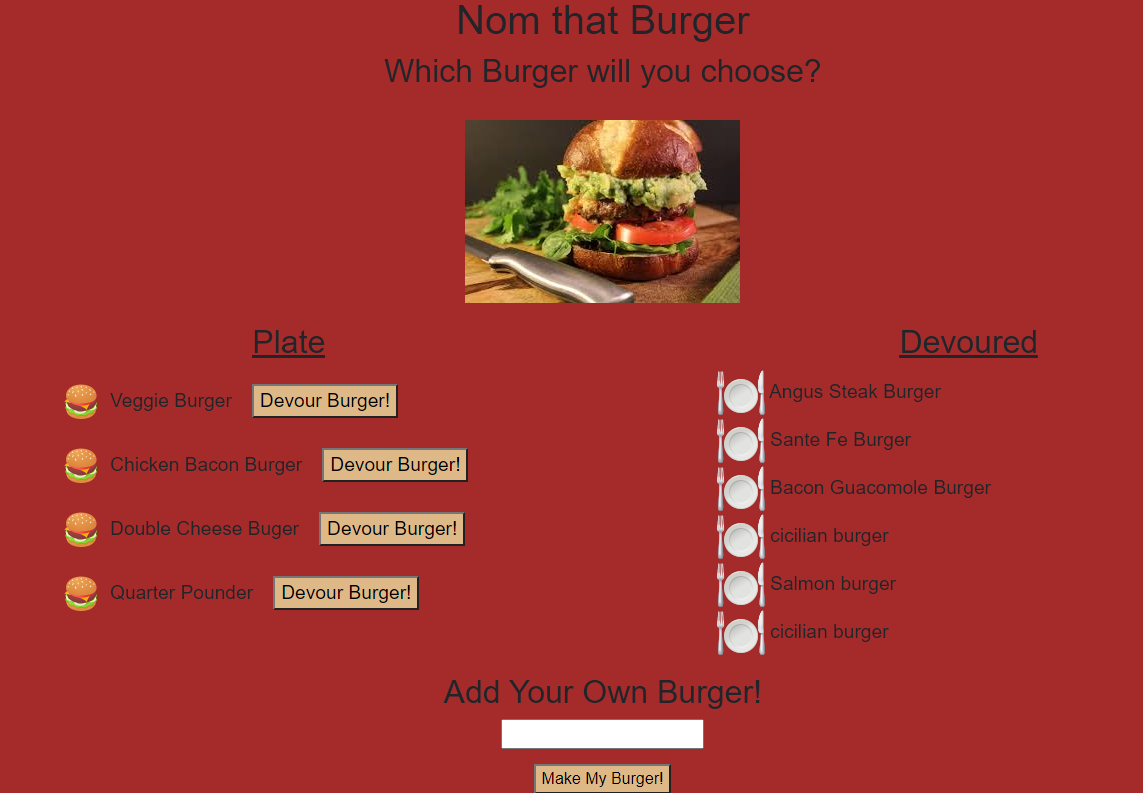 Nom that Burger
Which Burger will you choose?
Plate
Veggie Burger Devour Burger!
Chicken Bacon Burger Devour Burger!
Double Cheese Buger Devour Burger!
Quarter Pounder Devour Burger!
Devoured
Angus Steak Burger
Sante Fe Burger
Bacon Guacomole Burger
cicilian burger
Salmon burger
cicilian burger
Add Your Own Burger!
Make My Burger!